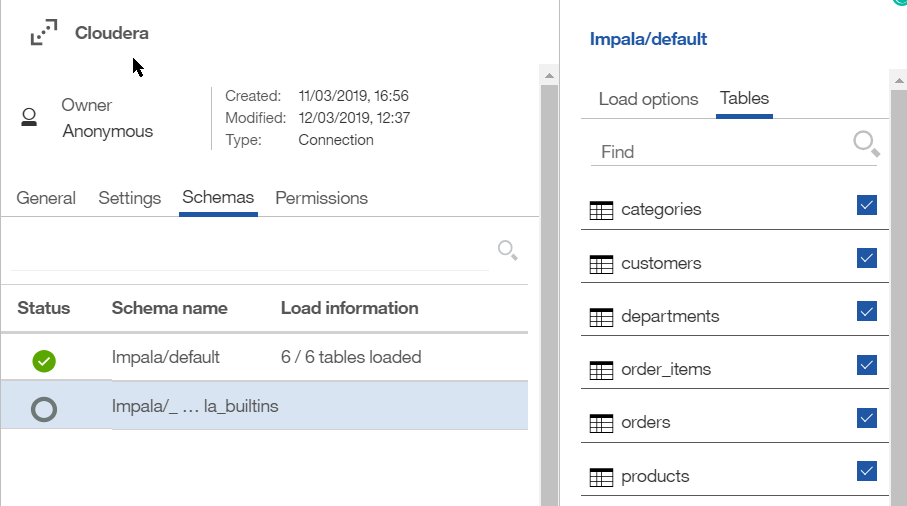 Cloudera
Owner
Anonymous
Created: 11/03/2019, 16:56
Modified: 12/03/2019, 12:37
Type: Connection
General Settings Schemas Permissions
Status Schema name Load information
Impala/default 6 / 6 tables loaded
Impala/_ ... la_builtins
Impala/default
Load options Tables
Find
categories
customers
departments
order_items
orders
products